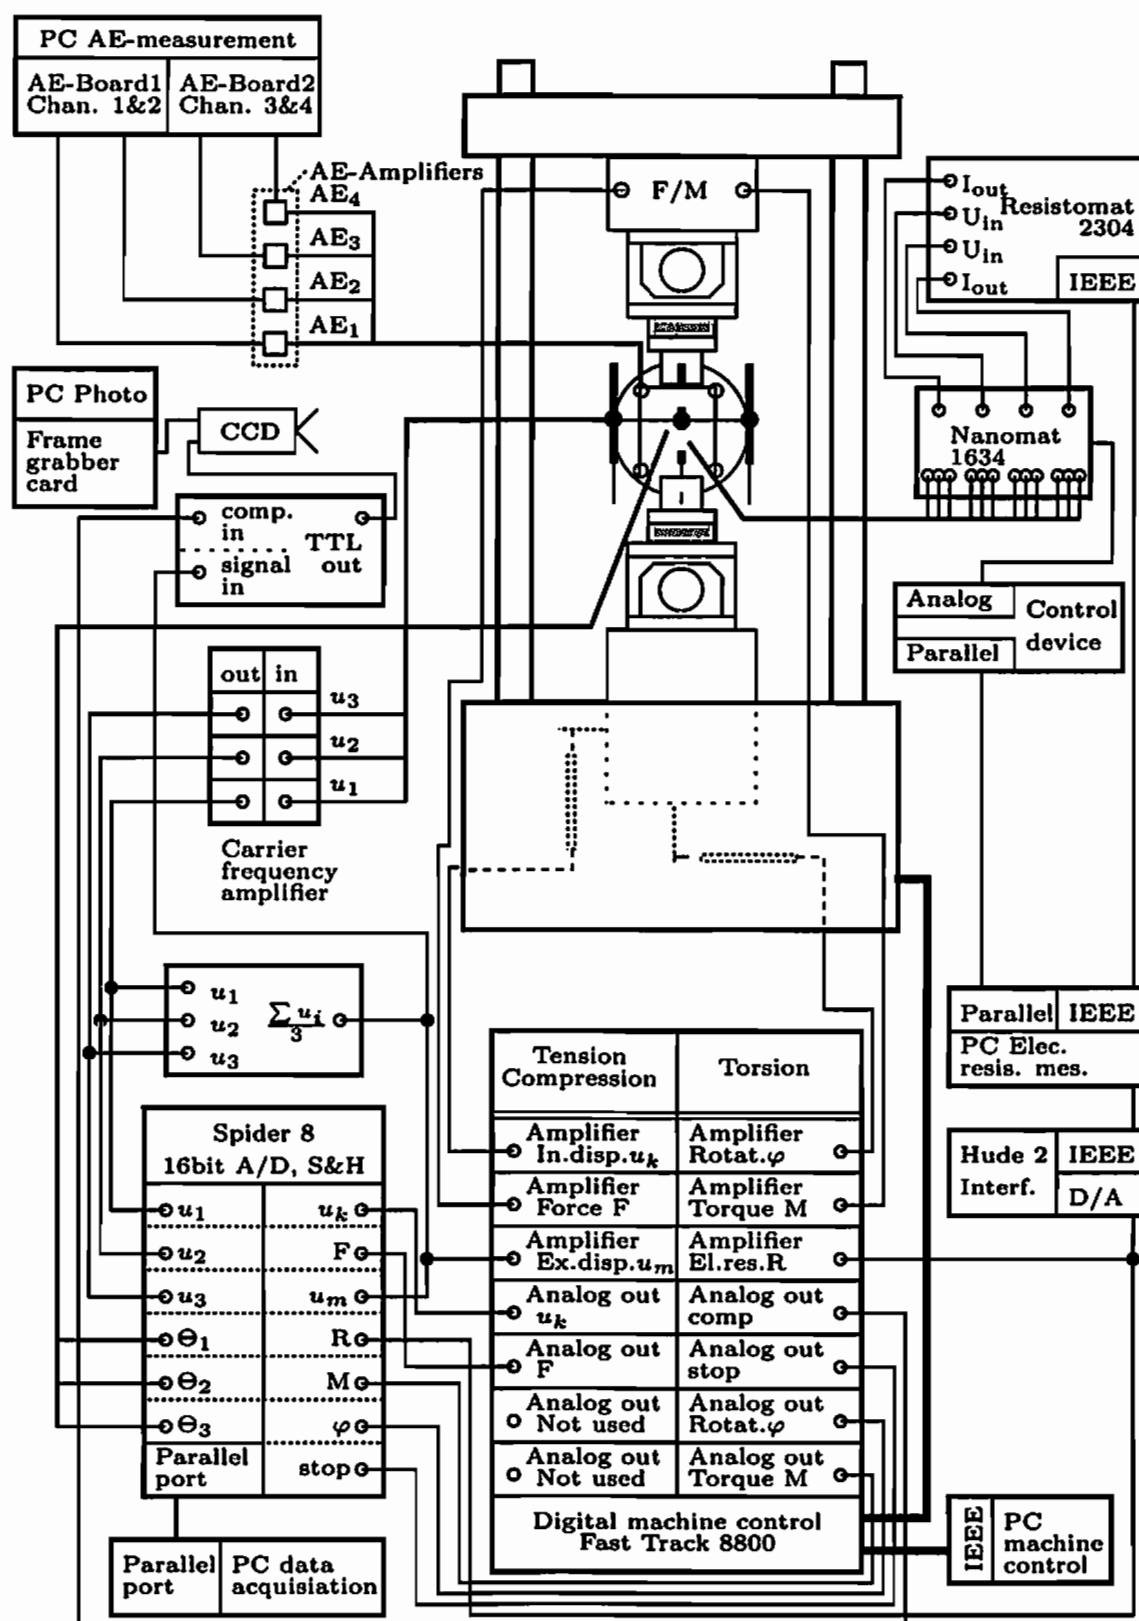 PC AE-measurement
AE-Board1
Chan. 1&2
AE-Board2
Chan. 3&4
AE-Amplifiers
AE4
AE3
AE2
AE1
F/M
Iout
Uin
Uin
Iout
Resistomat
2304
IEEE
PC Photo
Frame
grabber
card
CCD
Nanomat
1634
comp.
in
signal
in
TTL
out
Analog
Parallel
Control
device
out in
u3
u2
u1
Carrier
frequency
amplifier
u1
u2
u3
∑ ui
3
Parallel
IEEE
PC Elec.
resis. mes.
Hude 2
Interf.
IEEE
D/A
Tension
Compression
Torsion
Amplifier
In.disp.uk
Amplifier
Rotat.φ
Amplifier
Force F
Amplifier
Torque M
Amplifier
Ex.disp.um
Amplifier
El.res.R
Analog out
uk
Analog out
comp
Analog out
F
Analog out
stop
Analog out
Not used
Analog out
Rotat.φ
Analog out
Not used
Analog out
Torque M
Digital machine control
Fast Track 8800
Spider 8
16bit A/D, S&H
u1
u2
u3
Θ1
Θ2
Θ3
Parallel
port
uk
F
um
R
M
φ
stop
Parallel
port
PC data
acquisiation
IEEE
PC
machine
control